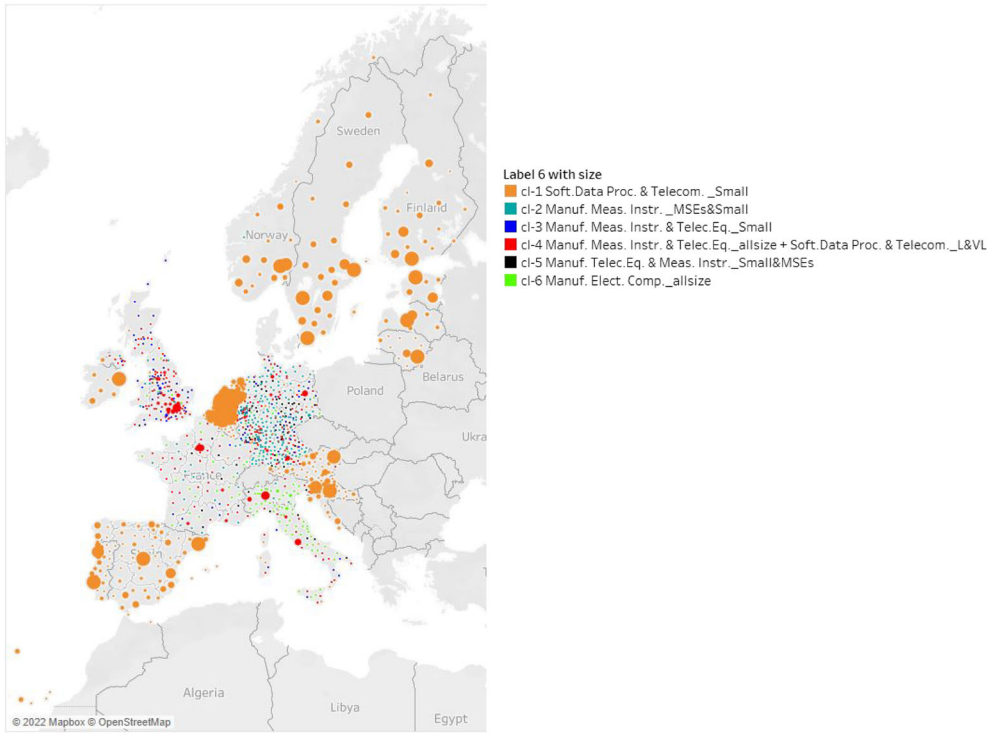 Sweden
Finland
Norway
Label 6 with size
cl-1 Soft.Data Proc. & Telecom. _Small
cl-2 Manuf. Meas. Instr. _MSEs&Small
cl-3 Manuf. Meas. Instr & Telec.Eq._Small
cl-4 Manuf. Meas. Instr. & Telec.Eq._allsize + Soft.Data Proc. & Telecom._L&VL
cl-5 Manuf. Telec.Eq. & Meas. Instr._Small&MSEs
cl-6 Manuf. Elect. Comp._allsize
Belarus
Poland
Ukra
France
Spain
Algeria
Libya
Egypt
© 2022 Mapbox © OpenStreetMap